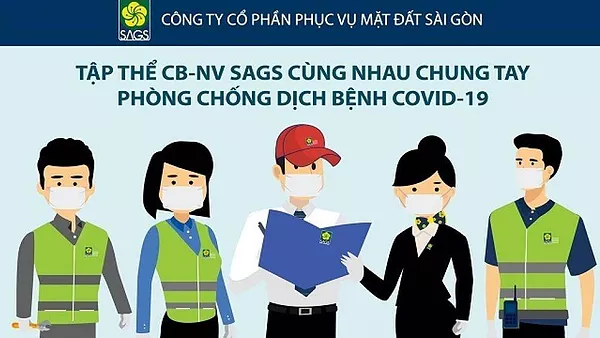 SAGS
CÔNG TY CỔ PHẦN PHỤC VỤ MẶT ĐẤT SÀI GÒN
TẬP THỂ CB-NV SAGS CÙNG NHAU CHUNG TAY
PHÒNG CHỐNG DỊCH BỆNH COVID-19
SAGS